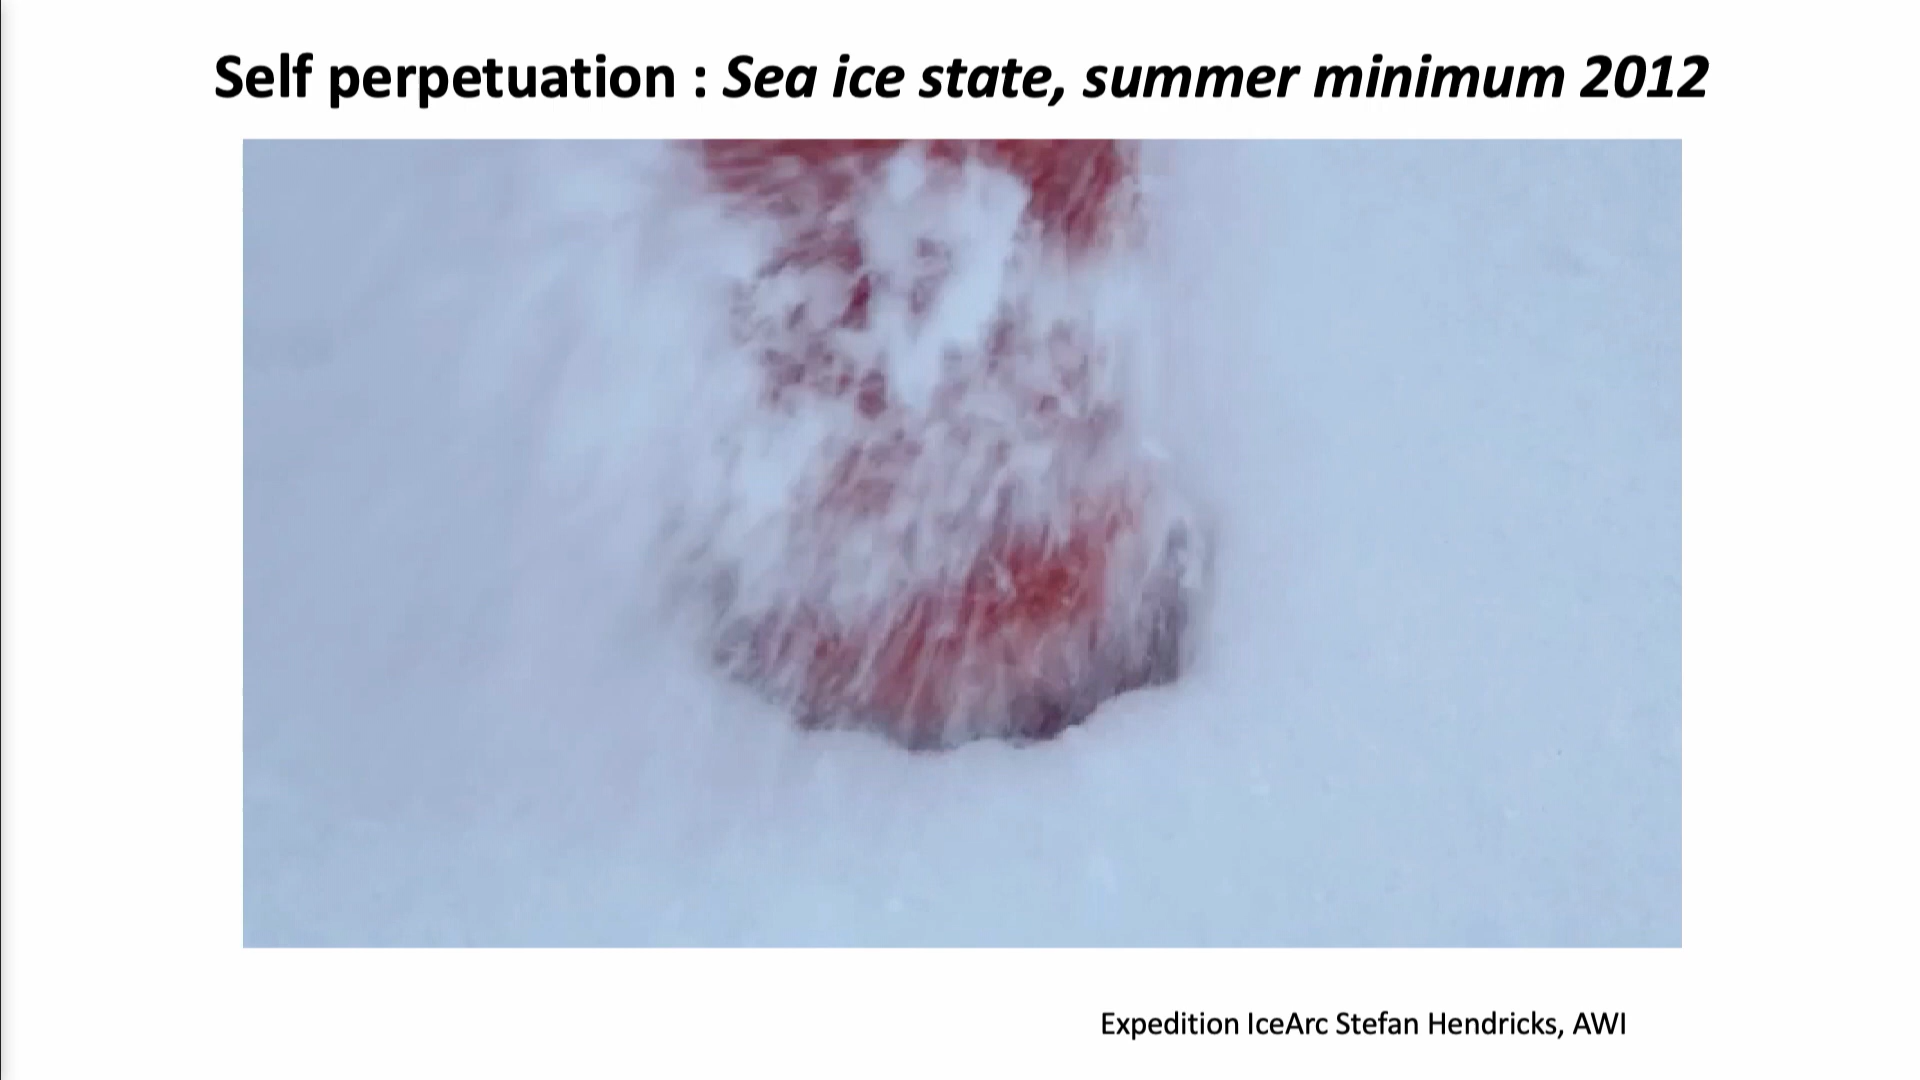 Self perpetuation : Sea ice state, summer minimum 2012
Expedition IceArc Stefan Hendricks, AWI